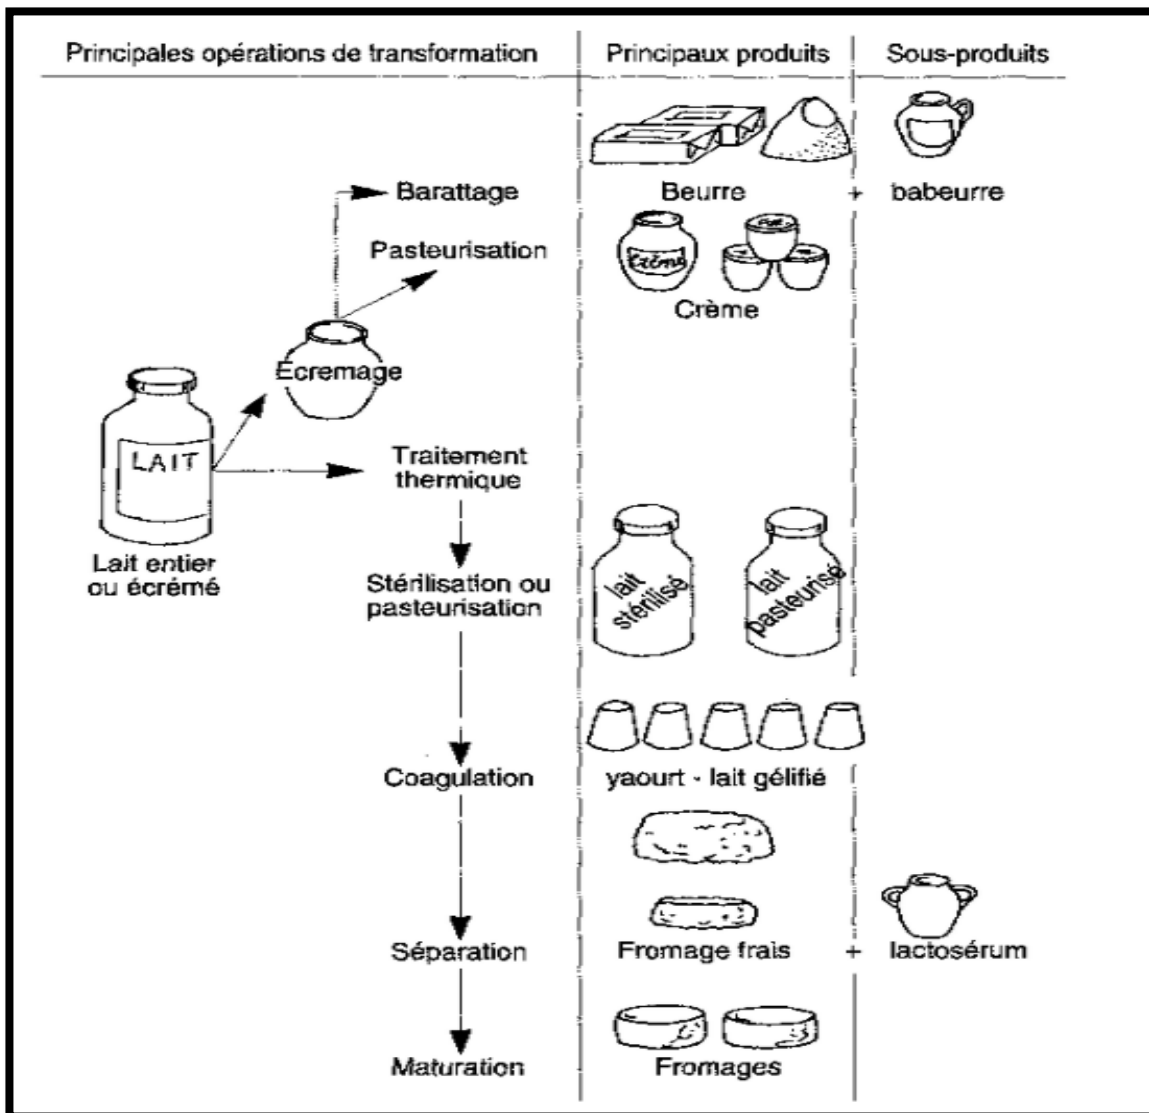 Principales opérations de transformation
Principaux produits
Sous-produits
Barattage
Beurre + babeurre
Pasteurisation
Crème
Crème
Ecremage
LAIT
Lait entier
ou écrémé
Traitement
thermique
Stérilisation ou
pasteurisation
lait
stérilisé
lait
pasteurisé
Coagulation
yaourt - lait gélifié
Séparation
Fromage frais + lactosérum
Maturation
Fromages